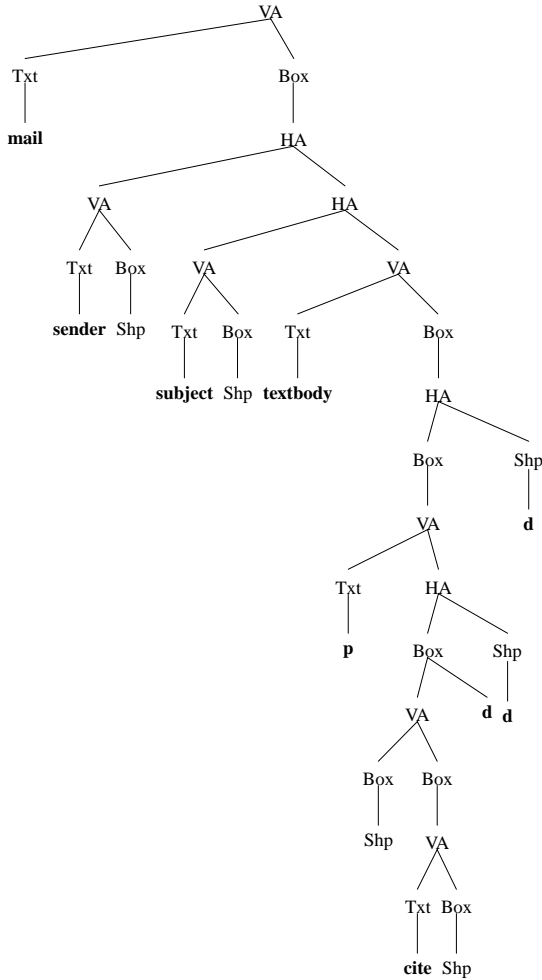 VA
Txt Box
mail HA
VA HA
Txt Box VA VA
sender Shp Txt Box Txt Box
subject Shp textbody HA
Box Shp
VA d
Txt HA
p Box Shp
VA d d
Box Box
Shp VA
Txt Box
cite Shp